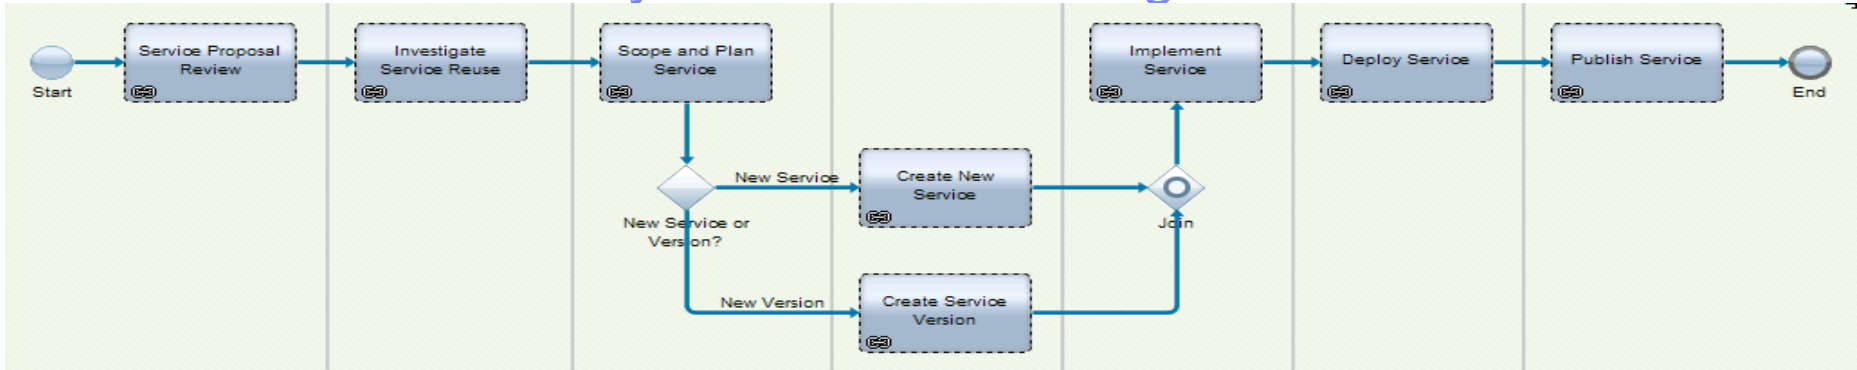 Start
Service Proposal
Review
Investigate
Service Reuse
Scope and Plan
Service
New Service or
Version?
New Service
New Version
Create New
Service
Create Service
Version
Join
Implement
Service
Deploy Service
Publish Service
End